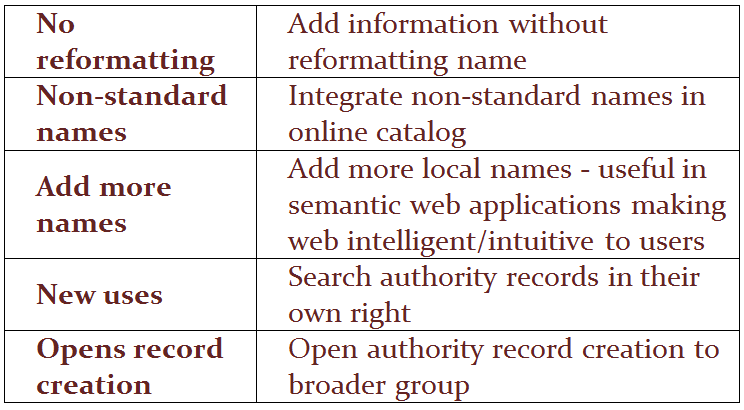 No
reformatting
Add information without
reformatting name
Non-standard
names
Integrate non-standard names in
online catalog
Add more
names
Add more local names - useful in
semantic web applications making
web intelligent/intuitive to users
New uses
Search authority records in their
own right
Opens record
creation
Open authority record creation to
broader group